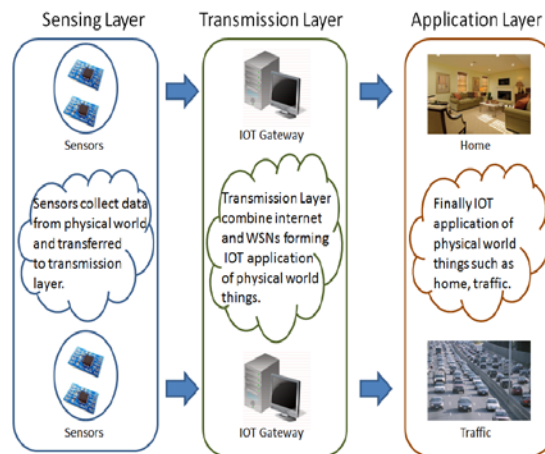 Sensing Layer
Transmission Layer
Application Layer
Sensors
IOT Gateway
Home
Sensors collect data
from physical world,
and transferred
to transmission
layer.
Transmission Layer
combine internet
and WSNs forming
IOT application
of physical world
things.
Finally IOT
application of
physical world
things such as
home, traffic.
Sensors
IOT Gateway
Traffic